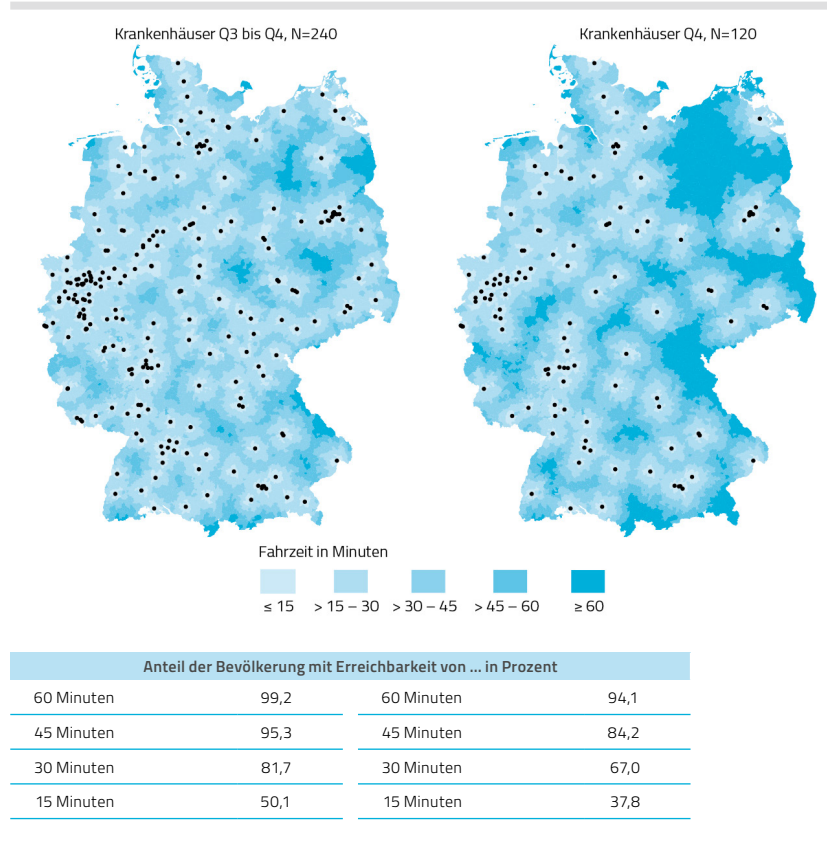 Krankenhäuser Q3 bis Q4, N=240
Krankenhäuser Q4, N=120
Fahrzeit in Minuten
≤ 15 > 15 – 30 > 30 – 45 > 45 – 60 ≥ 60
Anteil der Bevölkerung mit Erreichbarkeit von ... in Prozent
60 Minuten 99,2 60 Minuten 94,1
45 Minuten 95,3 45 Minuten 84,2
30 Minuten 81,7 30 Minuten 67,0
15 Minuten 50,1 15 Minuten 37,8